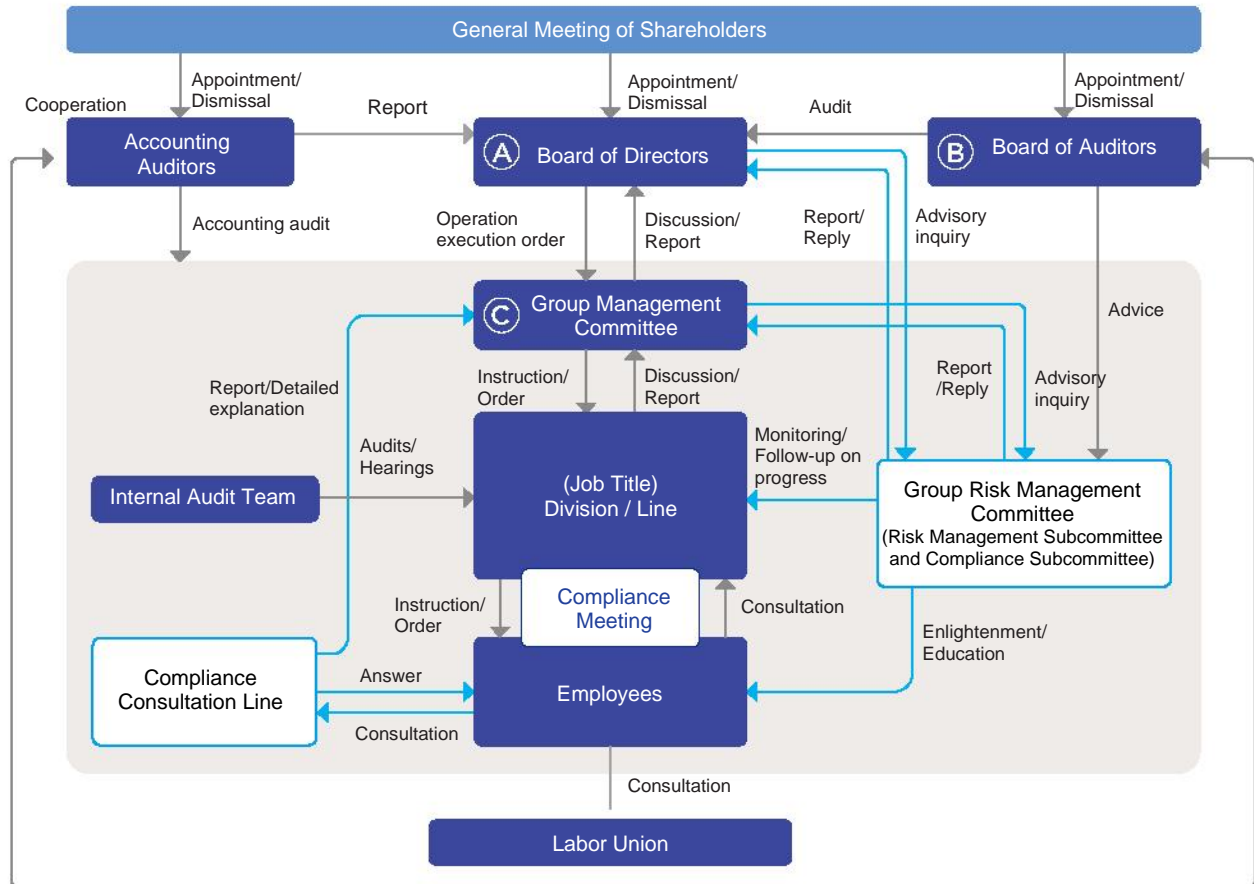 General Meeting of Shareholders
Appointment/
Dismissal
Appointment/
Dismissal
Appointment/
Dismissal
Cooperation
Report
Audit
Accounting
Auditors
A
Board of Directors
B
Board of Auditors
Accounting audit
Operation
execution order
Discussion/
Report
Report/
Reply
Advisory
inquiry
C
Group Management
Committee
Advice
Report/Detailed
explanation
Instruction/
Order
Discussion/
Report
Report
/Reply
Advisory
inquiry
Audits/
Hearings
Monitoring/
Follow-up on
progress
Internal Audit Team
(Job Title)
Division / Line
Group Risk Management
Committee
(Risk Management Subcommittee
and Compliance Subcommittee)
Instruction/
Order
Compliance
Meeting
Consultation
Enlightenment/
Education
Compliance
Consultation Line
Answer
Employees
Consultation
Consultation
Labor Union